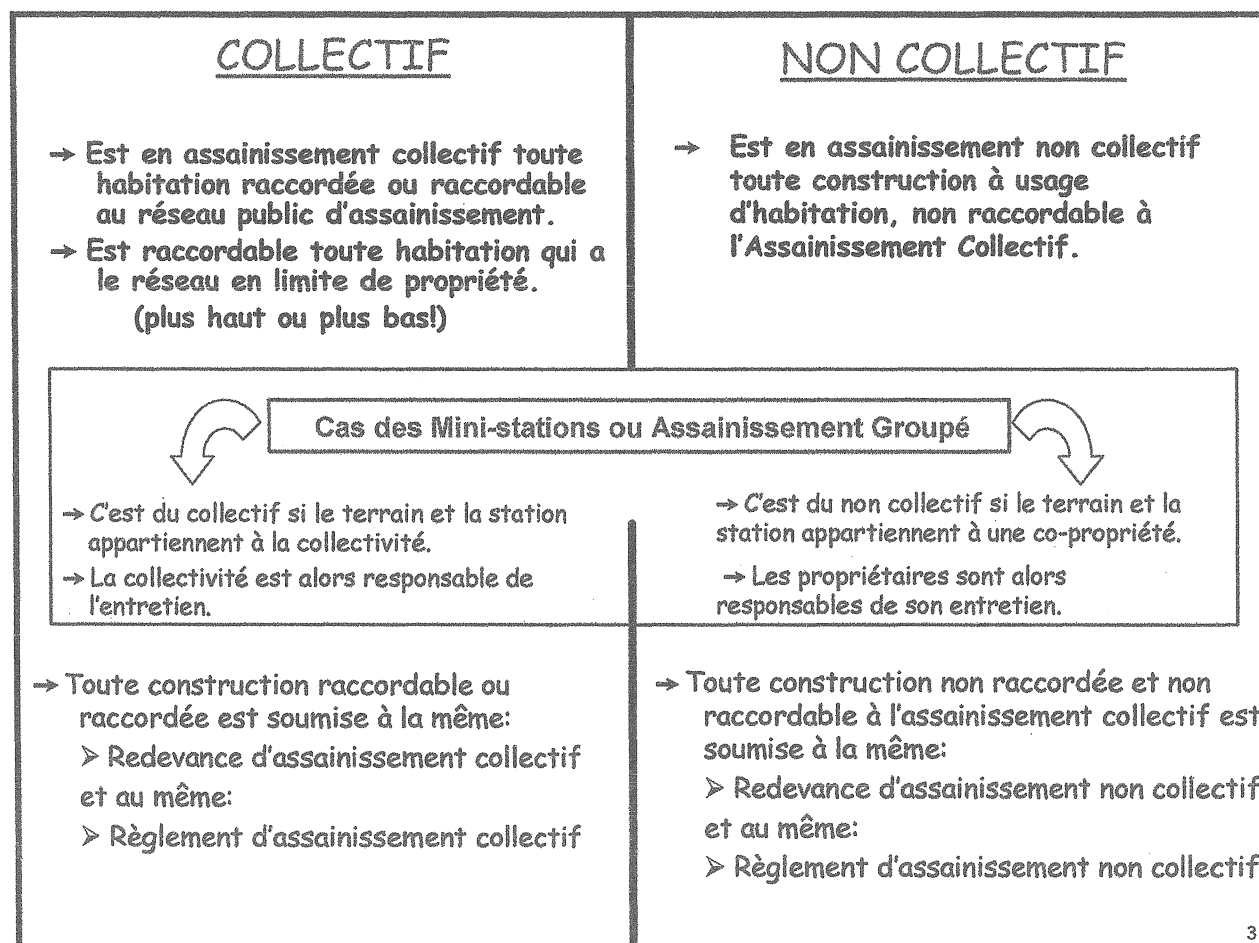 COLLECTIF
→ Est en assainissement collectif toute
habitation raccordée ou raccordable
au réseau public d'assainissement.
→ Est raccordable toute habitation qui a
le réseau en limite de propriété.
(plus haut ou plus bas!)
NON COLLECTIF
→ Est en assainissement non collectif
toute construction à usage
d'habitation, non raccordable à
l'Assainissement Collectif.
Cas des Mini-stations ou Assainissement Groupé
→ C'est du collectif si le terrain et la station
appartiennent à la collectivité.
→ La collectivité est alors responsable de
l'entretien.
→ C'est du non collectif si le terrain et la
station appartiennent à une co-propriété.
→ Les propriétaires sont alors
responsables de son entretien.
→ Toute construction raccordable ou
raccordée est soumise à la même:
➢ Redevance d'assainissement collectif
et au même:
➢ Règlement d'assainissement collectif
→ Toute construction non raccordée et non
raccordable à l'assainissement collectif est
soumise à la même:
➢ Redevance d'assainissement non collectif
et au même:
➢ Règlement d'assainissement non collectif
3